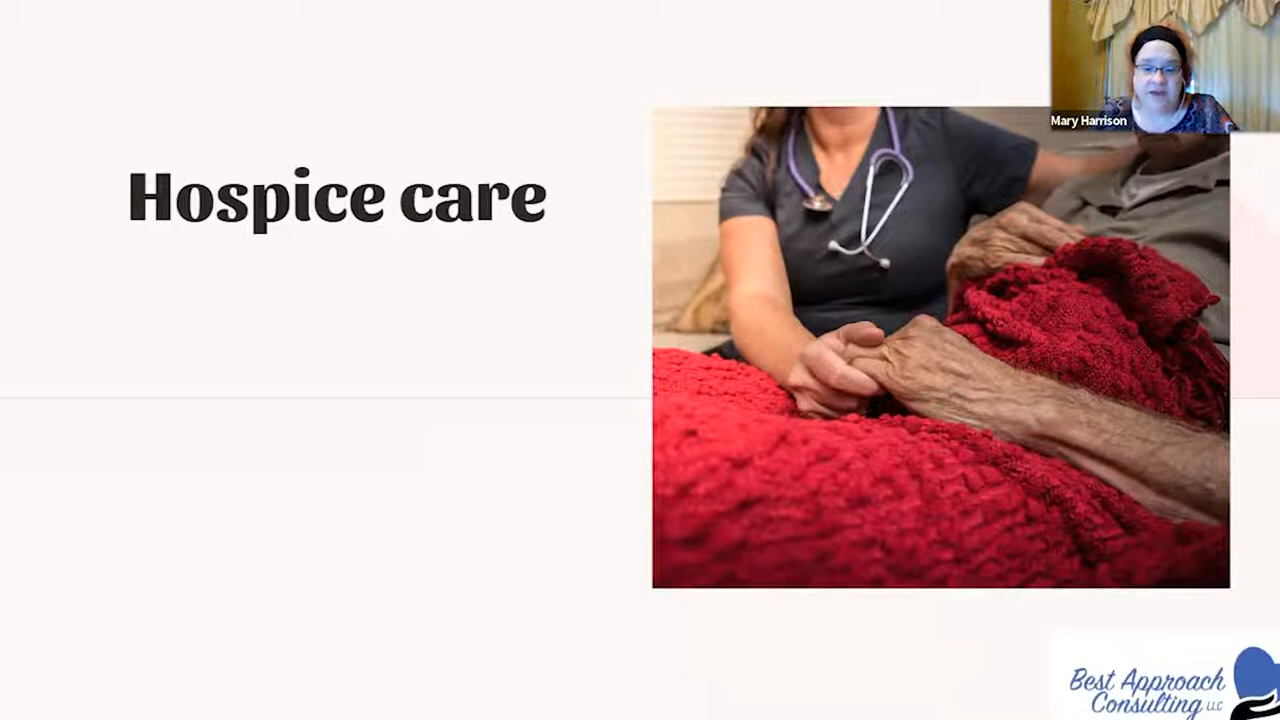 Mary Harrison
Hospice care
Best Approach
Consulting LLC